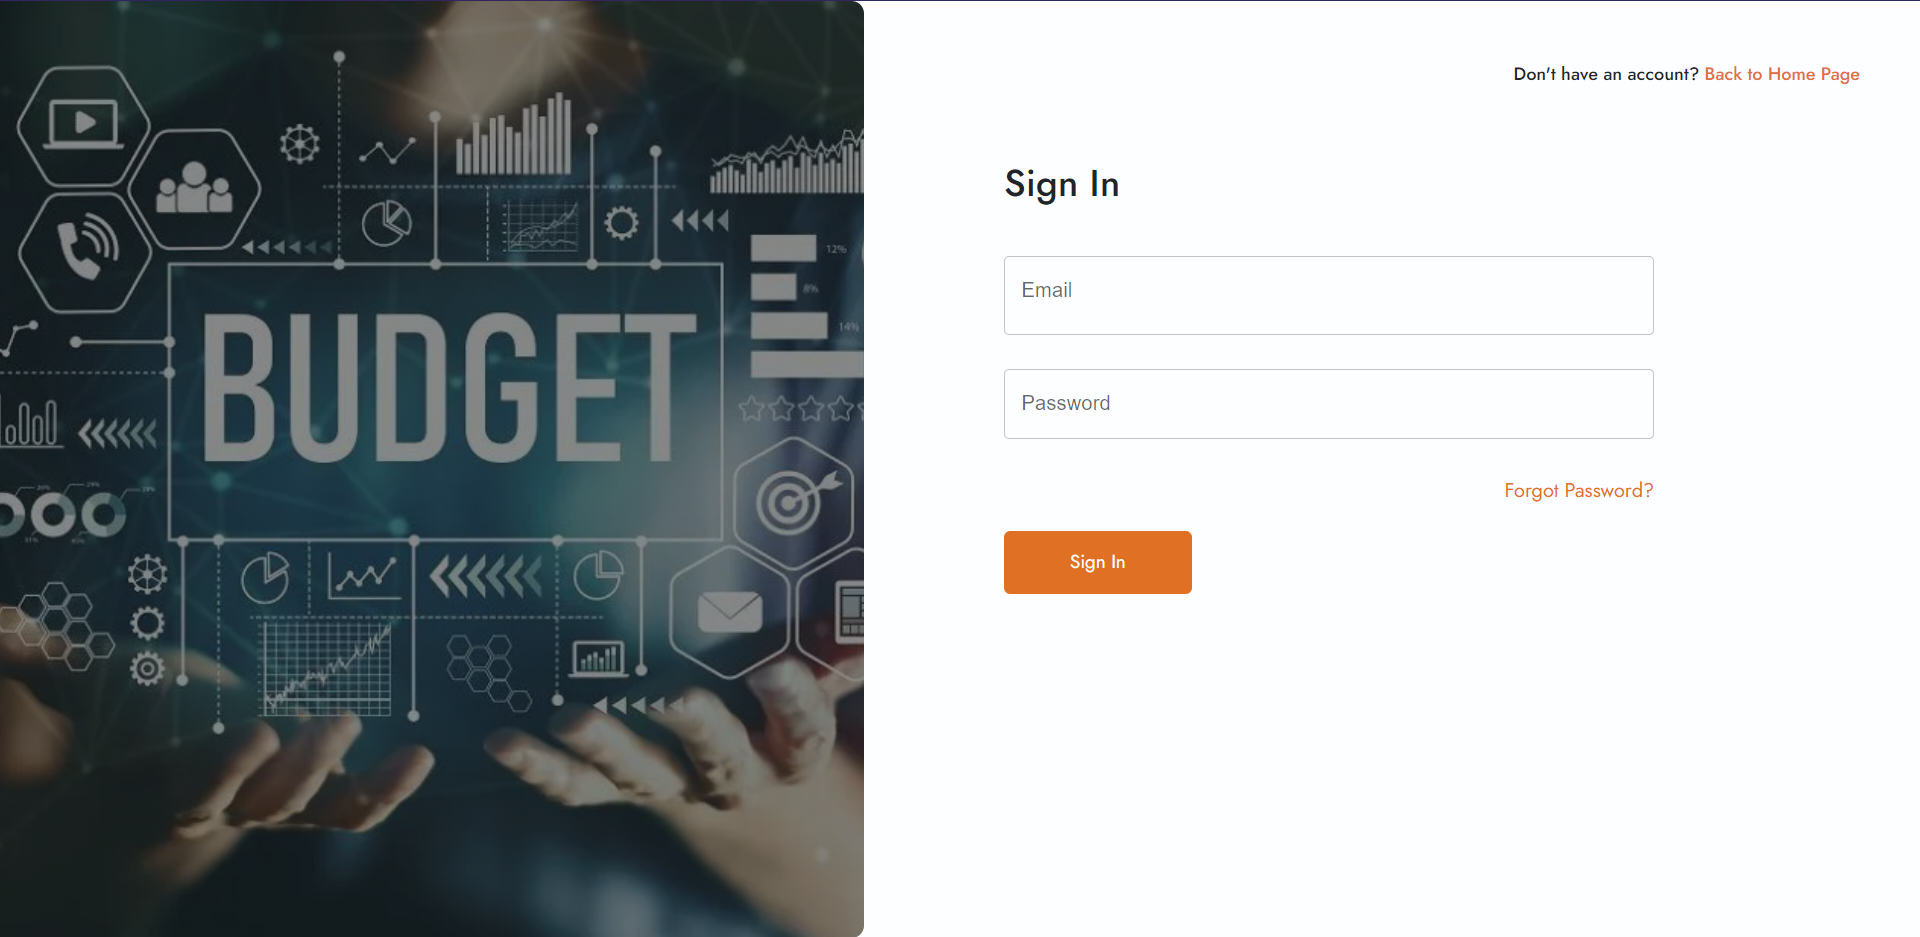 Don't have an account? Back to Home Page
Sign In
Email
Password
Forgot Password?
Sign In
BUDGET
12%
8%
14%